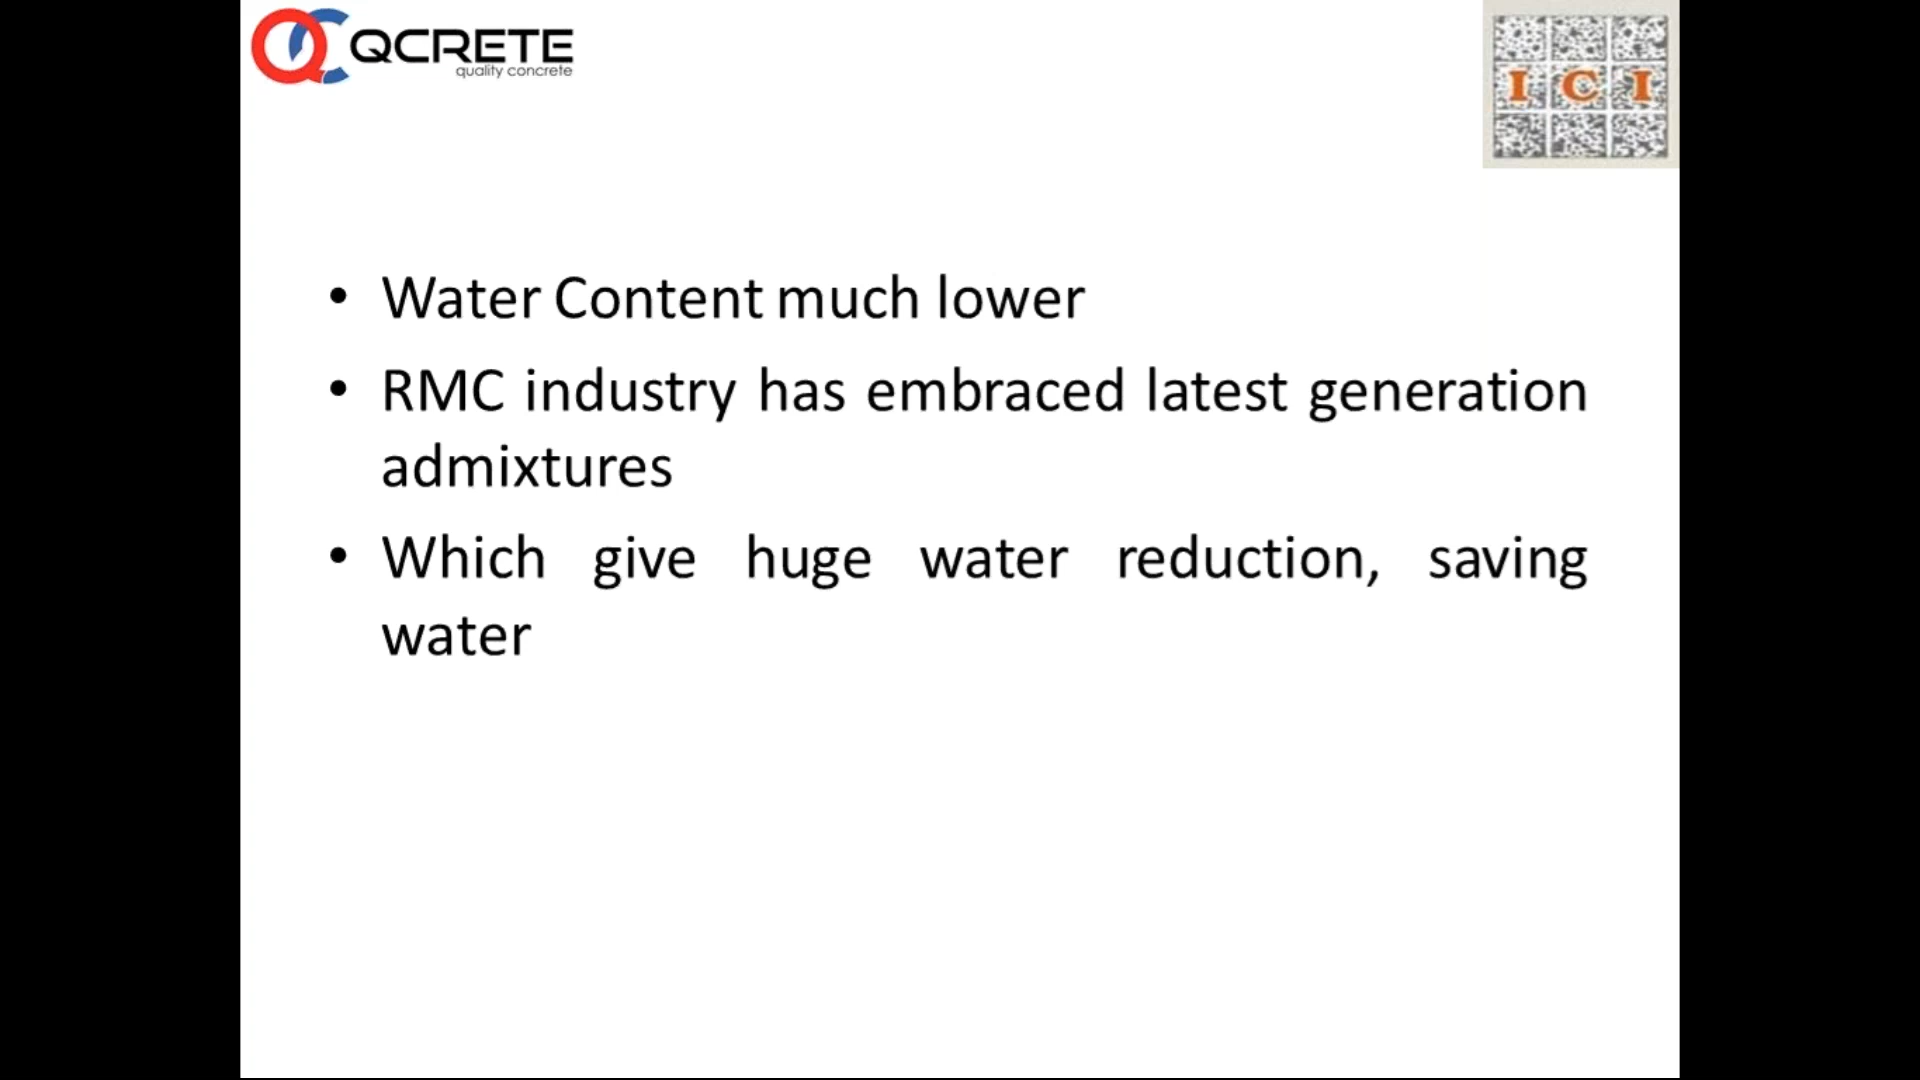 QCRETE
quality concrete
I C I
• Water Content much lower
• RMC industry has embraced latest generation
admixtures
• Which give huge water reduction, saving
water